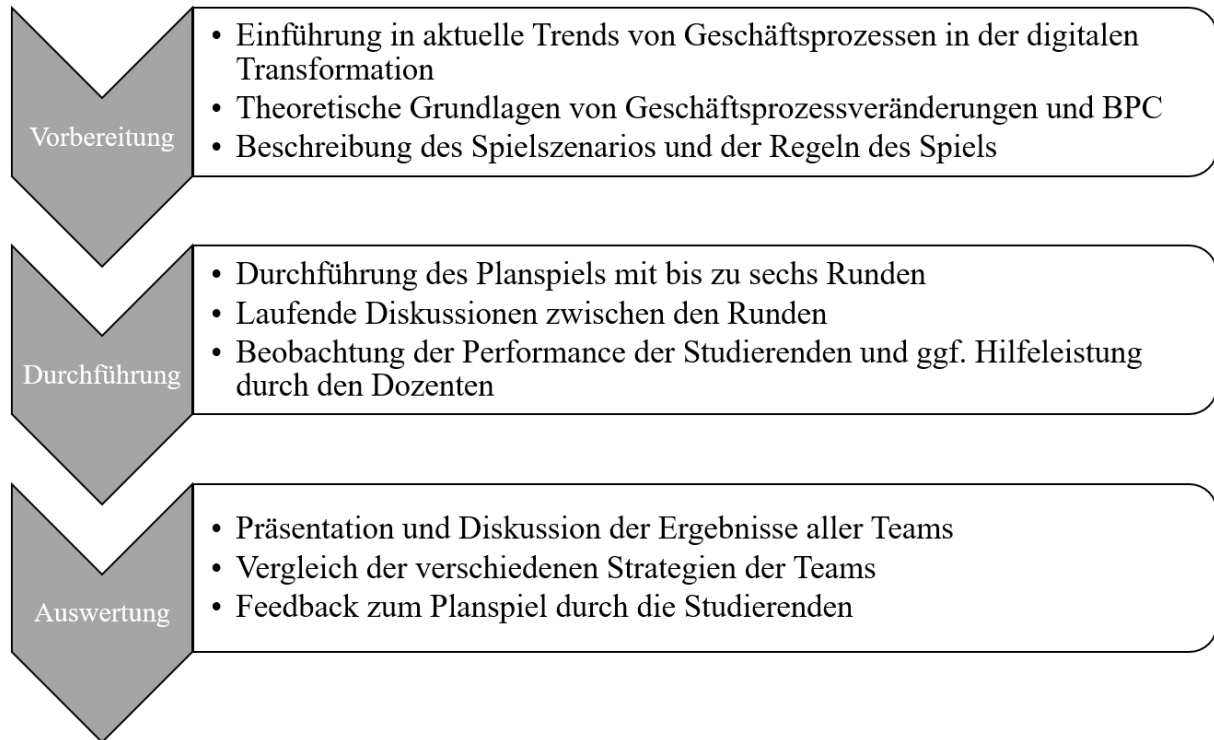 Vorbereitung
• Einführung in aktuelle Trends von Geschäftsprozessen in der digitalen
Transformation
• Theoretische Grundlagen von Geschäftsprozessveränderungen und BPC
• Beschreibung des Spielszenarios und der Regeln des Spiels
Durchführung
• Durchführung des Planspiels mit bis zu sechs Runden
• Laufende Diskussionen zwischen den Runden
• Beobachtung der Performance der Studierenden und ggf. Hilfeleistung
durch den Dozenten
Auswertung
• Präsentation und Diskussion der Ergebnisse aller Teams
• Vergleich der verschiedenen Strategien der Teams
• Feedback zum Planspiel durch die Studierenden